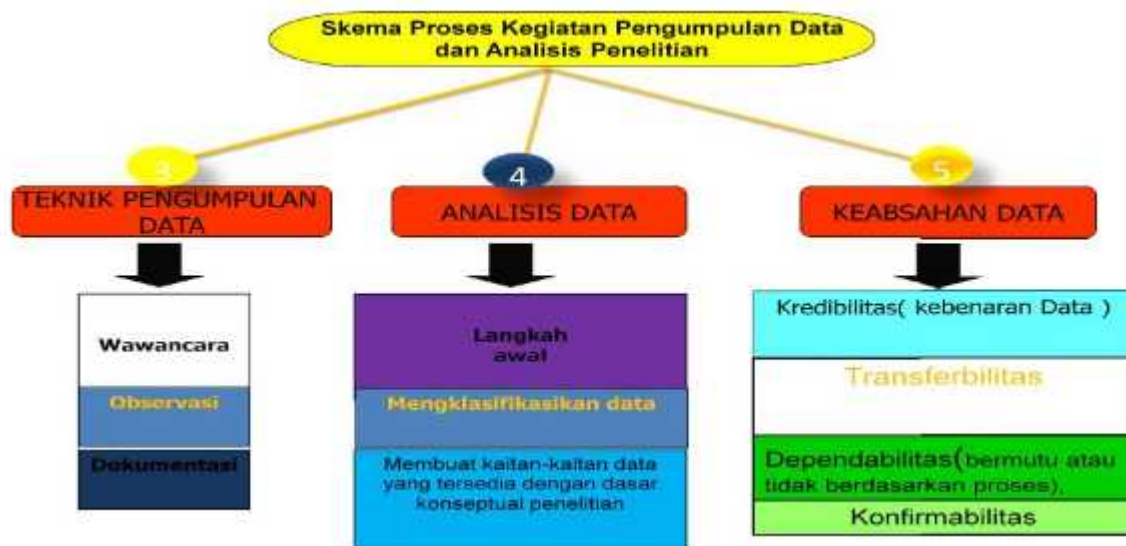 Skema Proses Kegiatan Pengumpulan Data
dan Analisis Penelitian
3
TEKNIK PENGUMPULAN
DATA
Wawancara
Observasi
Dokumentasi
4
ANALISIS DATA
Langkah
awal
Mengklasifikasikan data
Membuat kaitan-kaitan data
yang tersedia dengan dasar
konseptual penelitian
5
KEABSAHAN DATA
Kredibilitas( kebenaran Data )
Transferbilitas
Dependabilitas(bermutu atau
tidak berdasarkan proses),
Konfirmabilitas